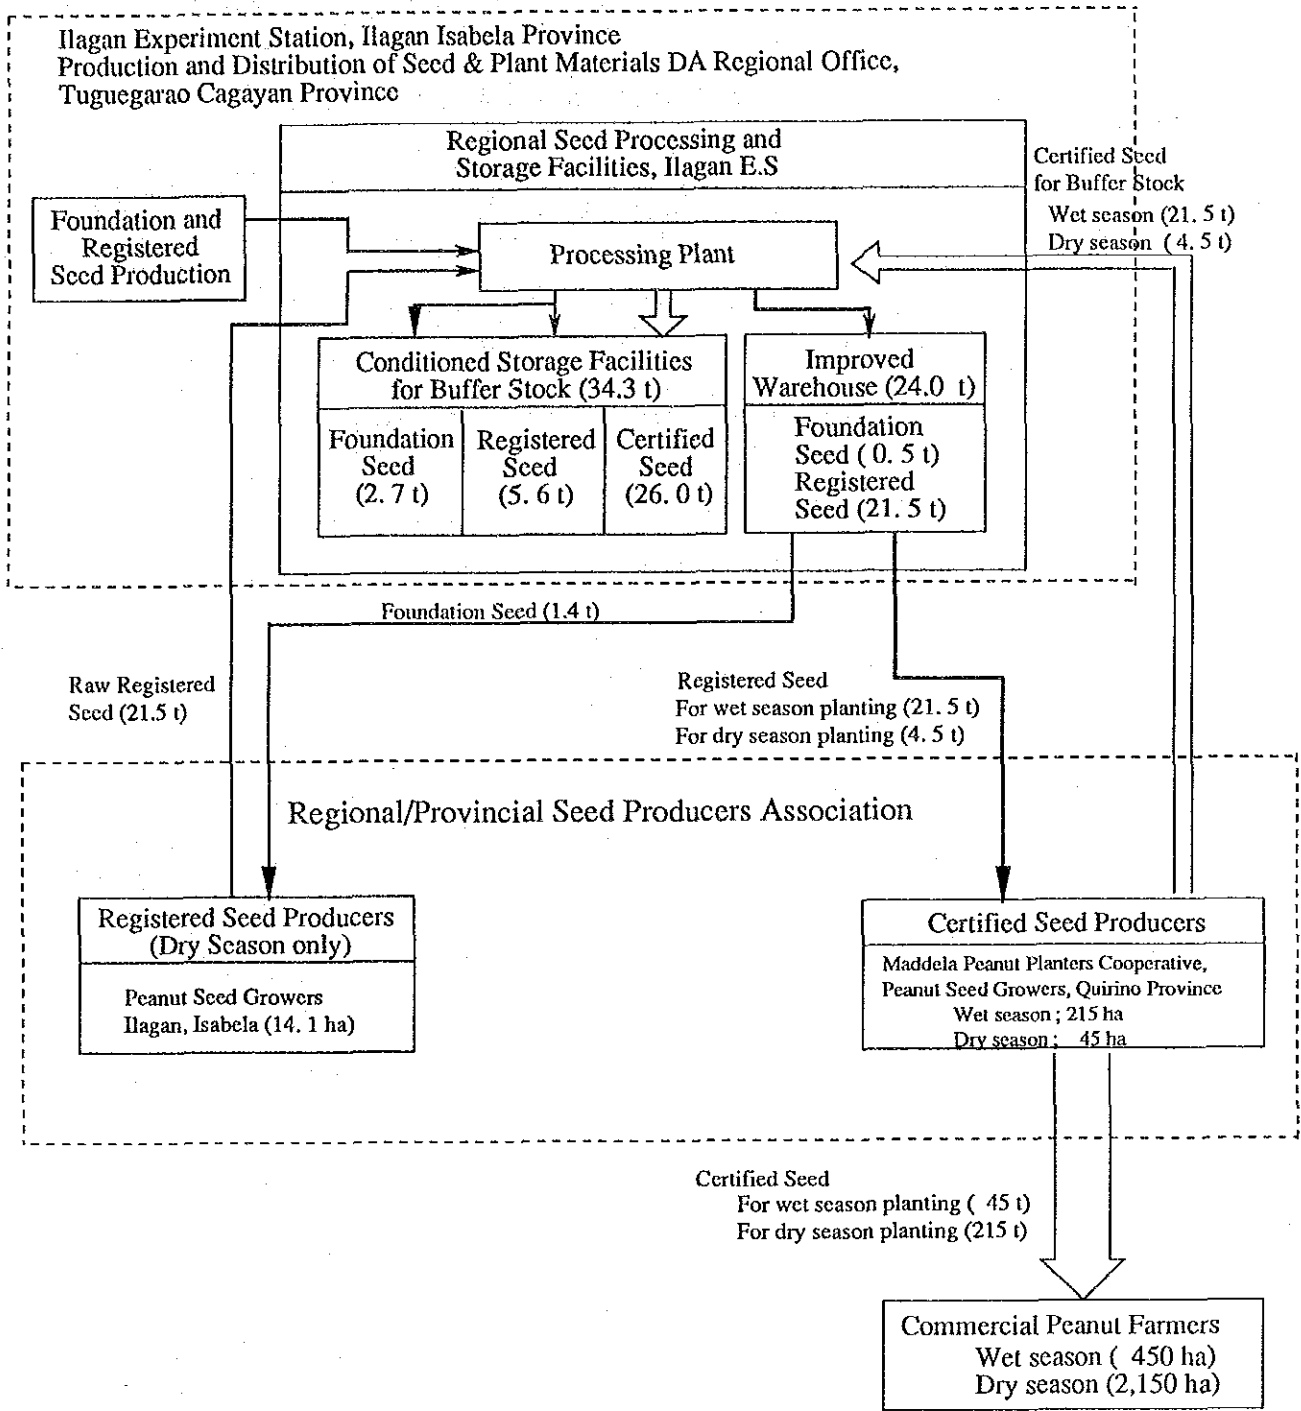 Ilagan Experiment Station, Ilagan Isabela Province
Production and Distribution of Seed & Plant Materials DA Regional Office,
Tuguegarao Cagayan Province
Regional Seed Processing and
Storage Facilities, Ilagan E.S
Certified Seed
for Buffer Stock
Wet season (21. 5 t)
Dry season ( 4. 5 t)
Foundation and
Registered
Seed Production
Processing Plant
Conditioned Storage Facilities
for Buffer Stock (34.3 t)
Foundation
Seed
(2. 7 t)
Registered
Seed
(5. 6 t)
Certified
Seed
(26. 0 t)
Improved
Warehouse (24.0 t)
Foundation
Seed ( 0. 5 t)
Registered
Seed (21. 5 t)
Foundation Seed (1.4 t)
Raw Registered
Seed (21.5 t)
Registered Seed
For wet season planting (21. 5 t)
For dry season planting (4. 5 t)
Regional/Provincial Seed Producers Association
Registered Seed Producers
(Dry Season only)
Peanut Seed Growers
Ilagan, Isabela (14. 1 ha)
Certified Seed Producers
Maddela Peanut Planters Cooperative,
Peanut Seed Growers, Quirino Province
Wet season ; 215 ha
Dry season ; 45 ha
Certified Seed
For wet season planting ( 45 t)
For dry season planting (215 t)
Commercial Peanut Farmers
Wet season ( 450 ha)
Dry season (2,150 ha)